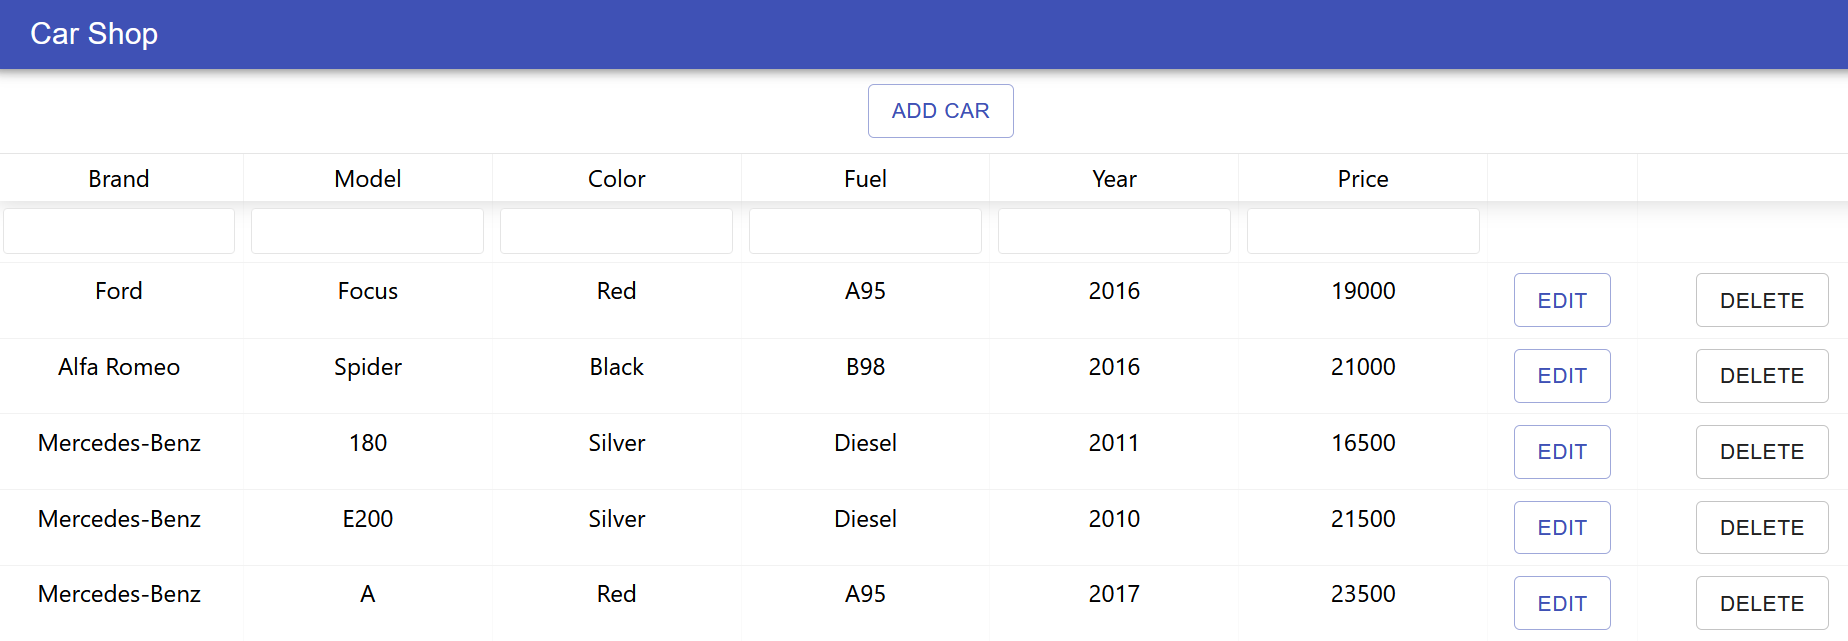 Car Shop
ADD CAR
Brand Model Color Fuel Year Price
Ford Focus Red A95 2016 19000 EDIT DELETE
Alfa Romeo Spider Black B98 2016 21000 EDIT DELETE
Mercedes-Benz 180 Silver Diesel 2011 16500 EDIT DELETE
Mercedes-Benz E200 Silver Diesel 2010 21500 EDIT DELETE
Mercedes-Benz A Red A95 2017 23500 EDIT DELETE